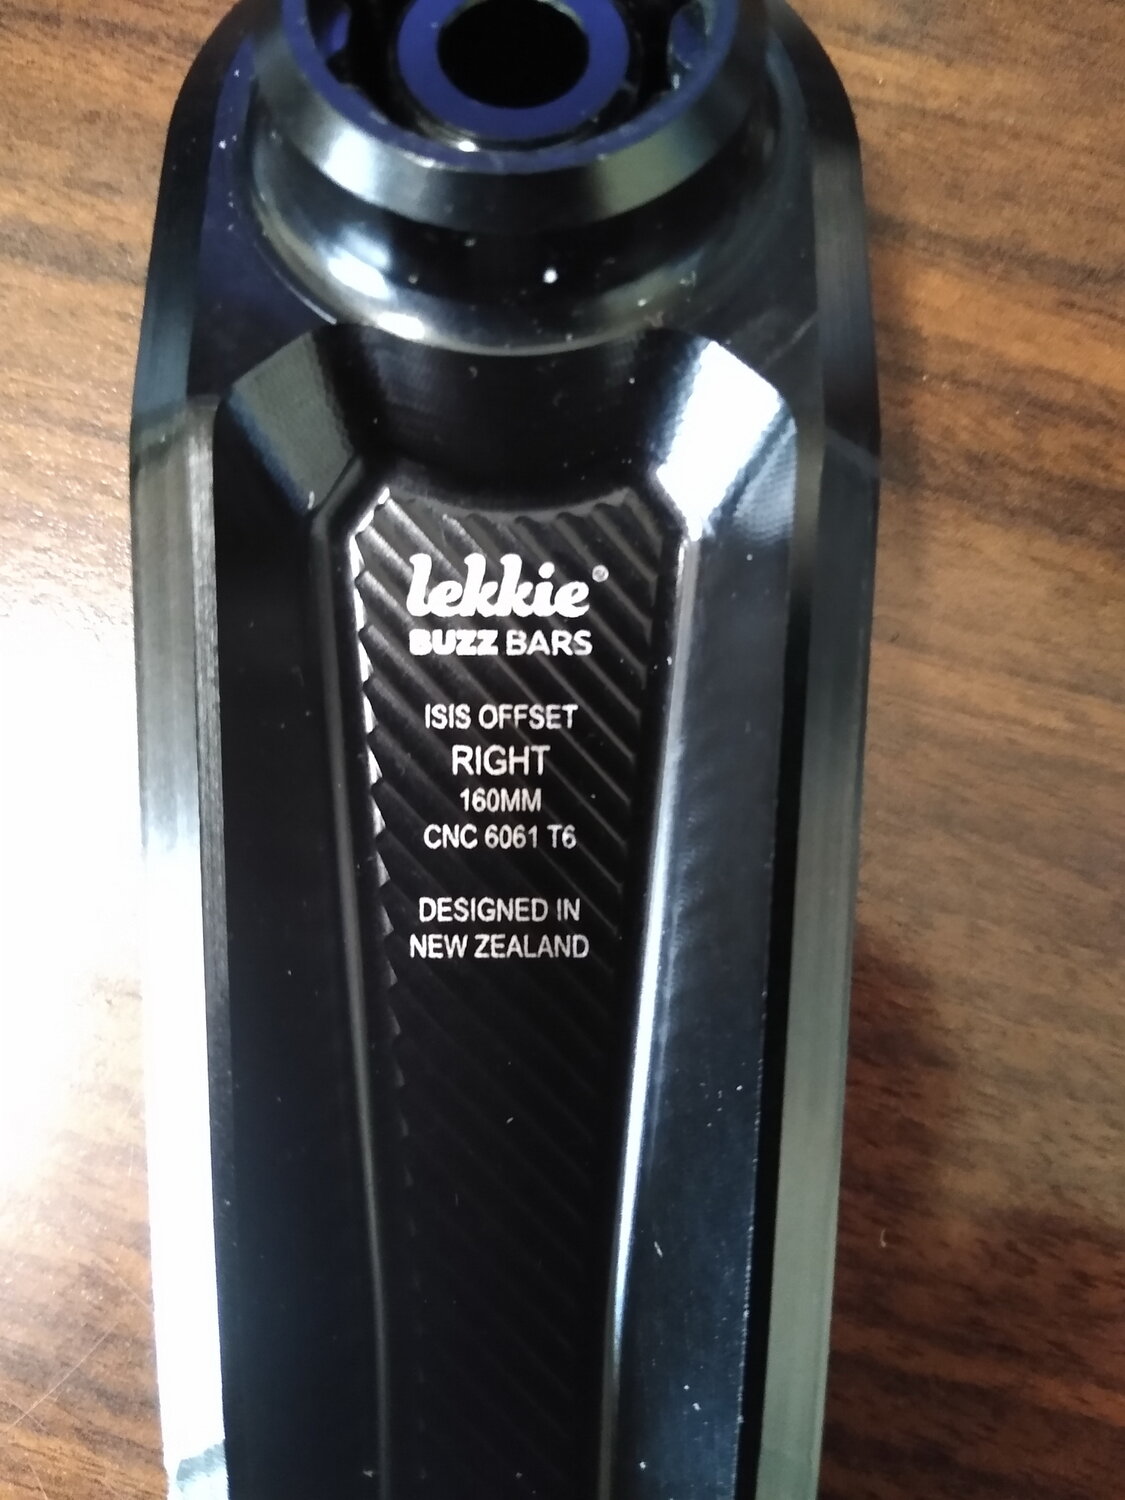 lekkie®
BUZZ BARS
ISIS OFFSET
RIGHT
160MM
CNC 6061 T6
DESIGNED IN
NEW ZEALAND